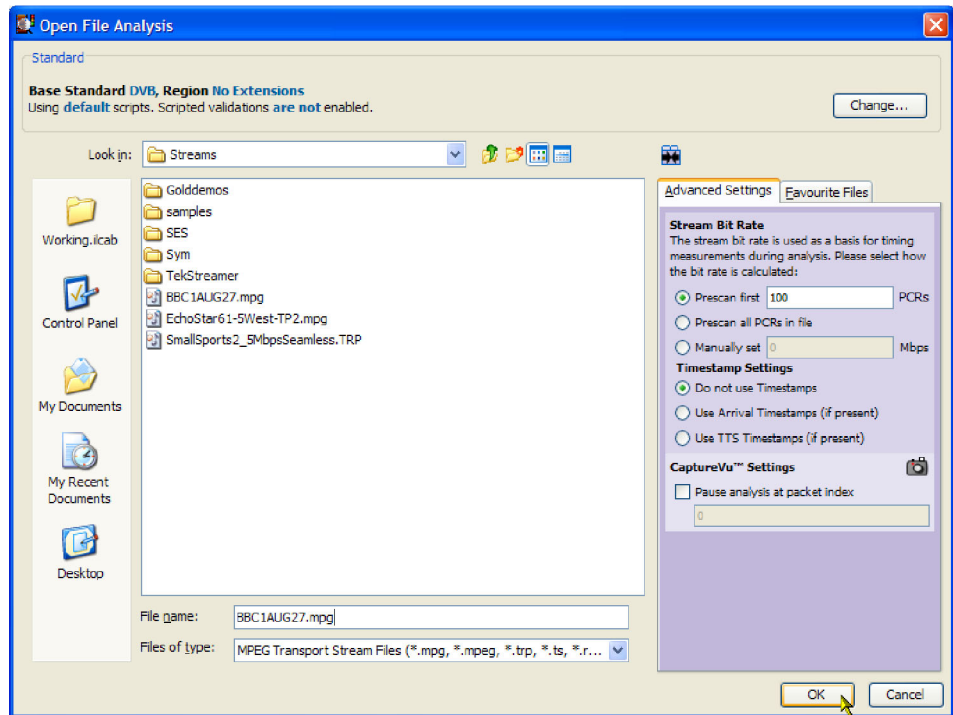 Open File Analysis
Standard
Base Standard DVB, Region No Extensions
Using default scripts. Scripted validations are not enabled.
Change...
Look in:
Streams
Working.ilcab
Control Panel
My Documents
My Recent
Documents
Desktop
Golddemos
samples
SES
Sym
TekStreamer
BBC1AUG27.mpg
EchoStar61-5West-TP2.mpg
SmallSports2_5MbpsSeamless.TRP
File name:
BBC1AUG27.mpg
Files of type:
MPEG Transport Stream Files (*.mpg, *.mpeg, *.trp, *.ts, *.r...
Advanced Settings
Favourite Files
Stream Bit Rate
The stream bit rate is used as a basis for timing
measurements during analysis. Please select how
the bit rate is calculated:
Prescan first 100 PCRs
Prescan all PCRs in file
Manually set 0 Mbps
Timestamp Settings
Do not use Timestamps
Use Arrival Timestamps (if present)
Use TTS Timestamps (if present)
CaptureVu™ Settings
Pause analysis at packet index
0
OK
Cancel